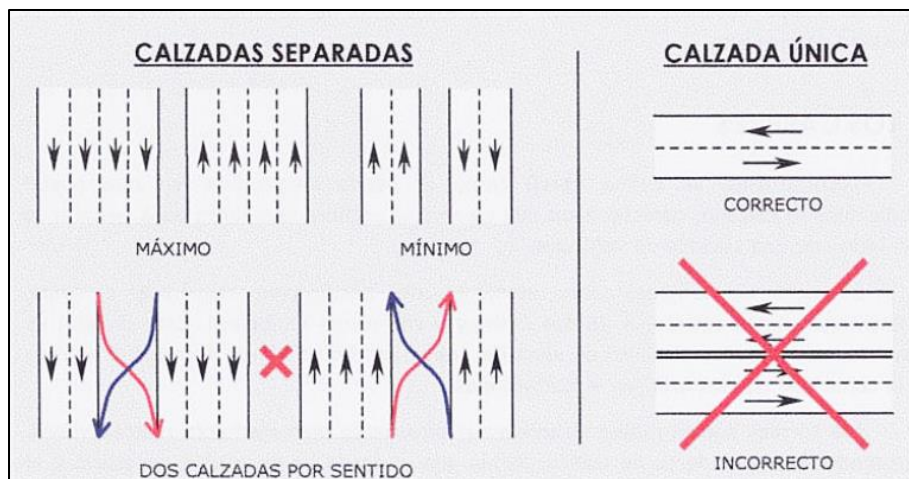 CALZADAS SEPARADAS
MÁXIMO
MÍNIMO
DOS CALZADAS POR SENTIDO
CALZADA ÚNICA
CORRECTO
INCORRECTO